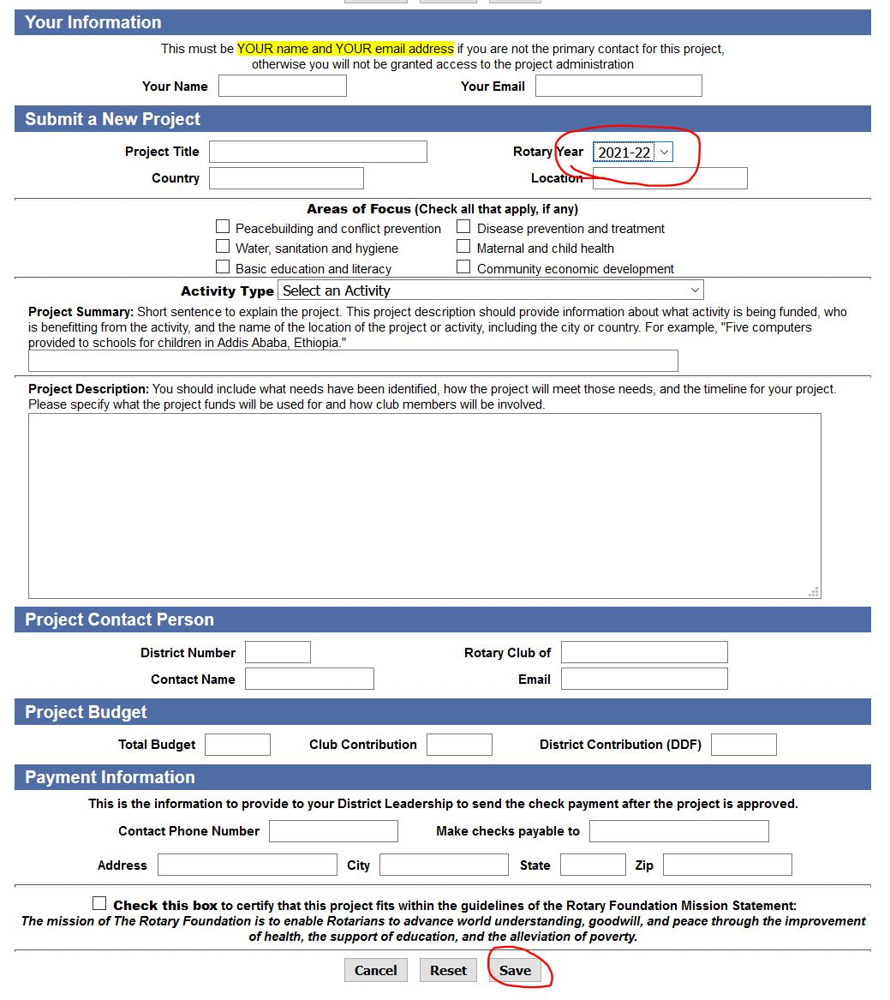 Your Information
This must be YOUR name and YOUR email address if you are not the primary contact for this project,
otherwise you will not be granted access to the project administration
Your Name Your Email
Submit a New Project
Project Title Rotary Year 2021-22
Country Location
Areas of Focus (Check all that apply, if any)
Peacebuilding and conflict prevention Disease prevention and treatment
Water, sanitation and hygiene Maternal and child health
Basic education and literacy Community economic development
Activity Type Select an Activity
Project Summary: Short sentence to explain the project. This project description should provide information about what activity is being funded, who
is benefitting from the activity, and the name of the location of the project or activity, including the city or country. For example, "Five computers
provided to schools for children in Addis Ababa, Ethiopia."
Project Description: You should include what needs have been identified, how the project will meet those needs, and the timeline for your project.
Please specify what the project funds will be used for and how club members will be involved.
Project Contact Person
District Number Rotary Club of
Contact Name Email
Project Budget
Total Budget Club Contribution District Contribution (DDF)
Payment Information
This is the information to provide to your District Leadership to send the check payment after the project is approved.
Contact Phone Number Make checks payable to
Address City State Zip
Check this box to certify that this project fits within the guidelines of the Rotary Foundation Mission Statement:
The mission of The Rotary Foundation is to enable Rotarians to advance world understanding, goodwill, and peace through the improvement
of health, the support of education, and the alleviation of poverty.
Cancel Reset Save